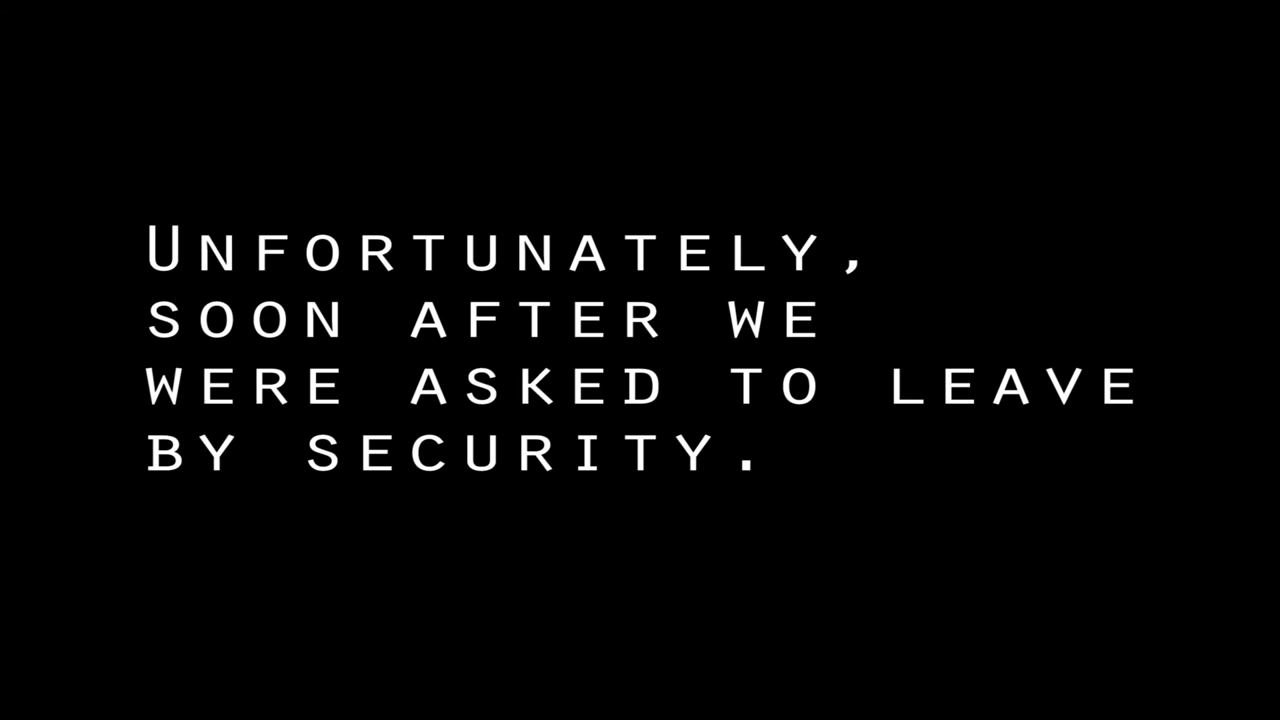 Unfortunately,
soon after we
were asked to leave
by security.